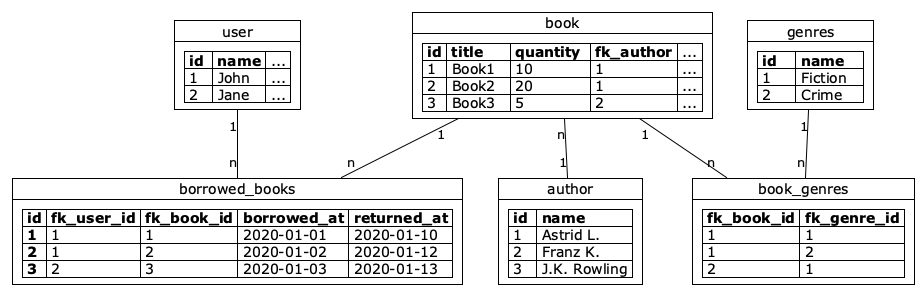 user
id name ...
1 John ...
2 Jane ...
book
id title quantity fk_author ...
1 Book1 10 1 ...
2 Book2 20 1 ...
3 Book3 5 2 ...
genres
id name
1 Fiction
2 Crime
1 1 n 1 1
n n 1 n n
borrowed_books
id fk_user_id fk_book_id borrowed_at returned_at
1 1 1 2020-01-01 2020-01-10
2 1 2 2020-01-02 2020-01-12
3 2 3 2020-01-03 2020-01-13
author
id name
1 Astrid L.
2 Franz K.
3 J.K. Rowling
book_genres
fk_book_id fk_genre_id
1 1
1 2
2 1